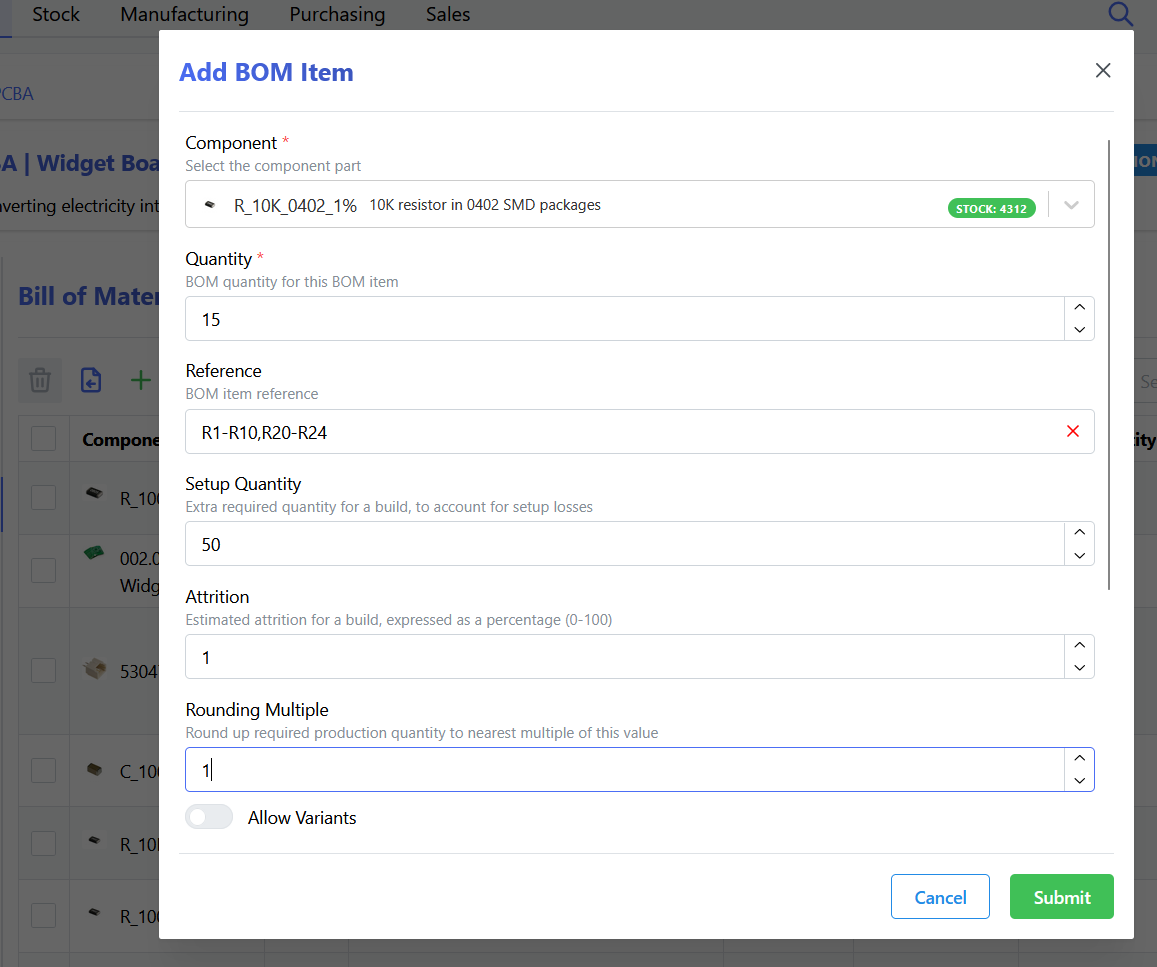 Stock Manufacturing Purchasing Sales
Add BOM Item
CBA
Component *
Select the component part
A | Widget Boa
R_10K_0402_1% 10K resistor in 0402 SMD packages STOCK: 4312
verting electricity int
Quantity *
BOM quantity for this BOM item
Bill of Mater
15
Reference
BOM item reference
Se
R1-R10,R20-R24
Compone
ity
Setup Quantity
Extra required quantity for a build, to account for setup losses
R_100
50
002.0
Widg
Attrition
Estimated attrition for a build, expressed as a percentage (0-100)
1
5304
Rounding Multiple
Round up required production quantity to nearest multiple of this value
1
C_100
Allow Variants
R_10
Cancel Submit
R_100